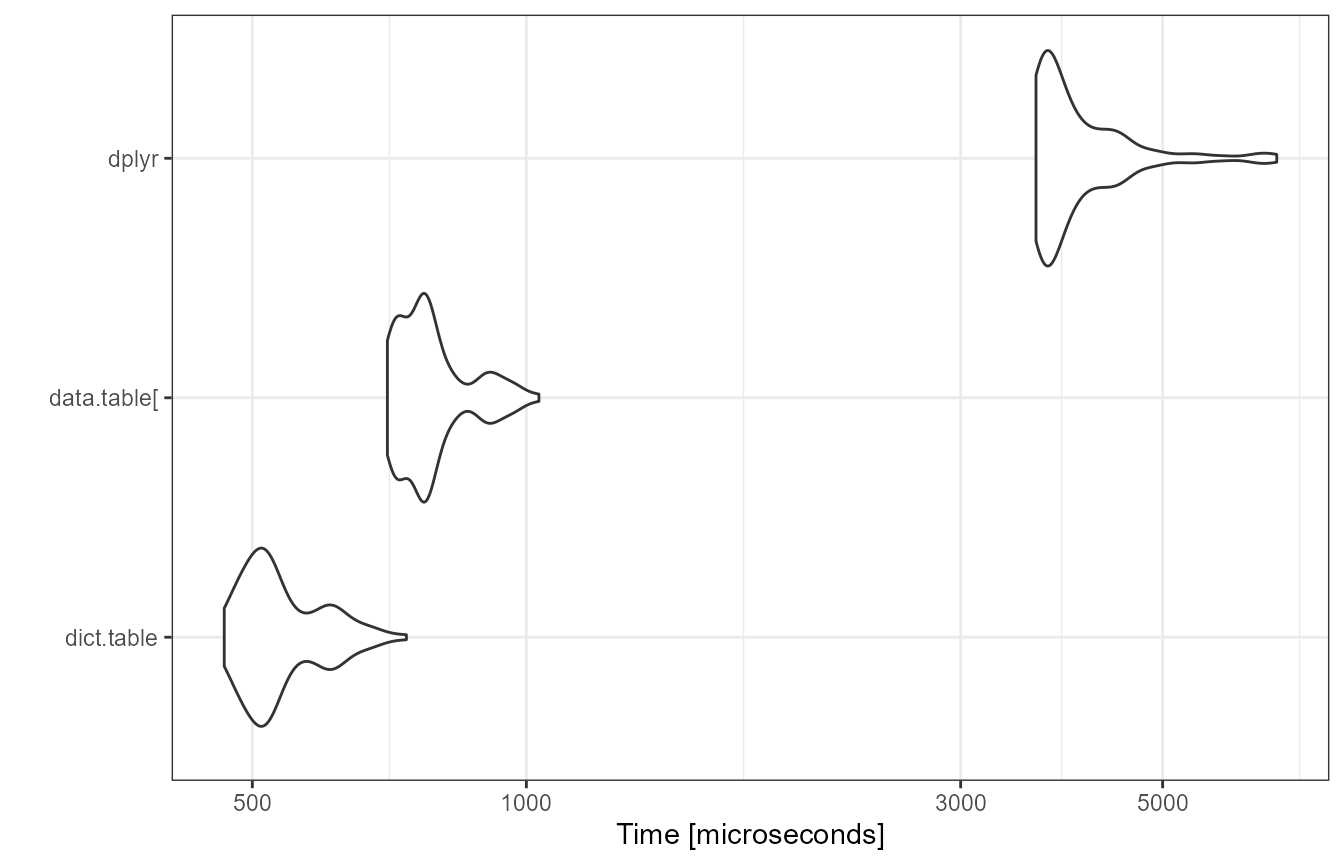 dplyr
data.table[
dict.table
500 1000 3000 5000
Time [microseconds]